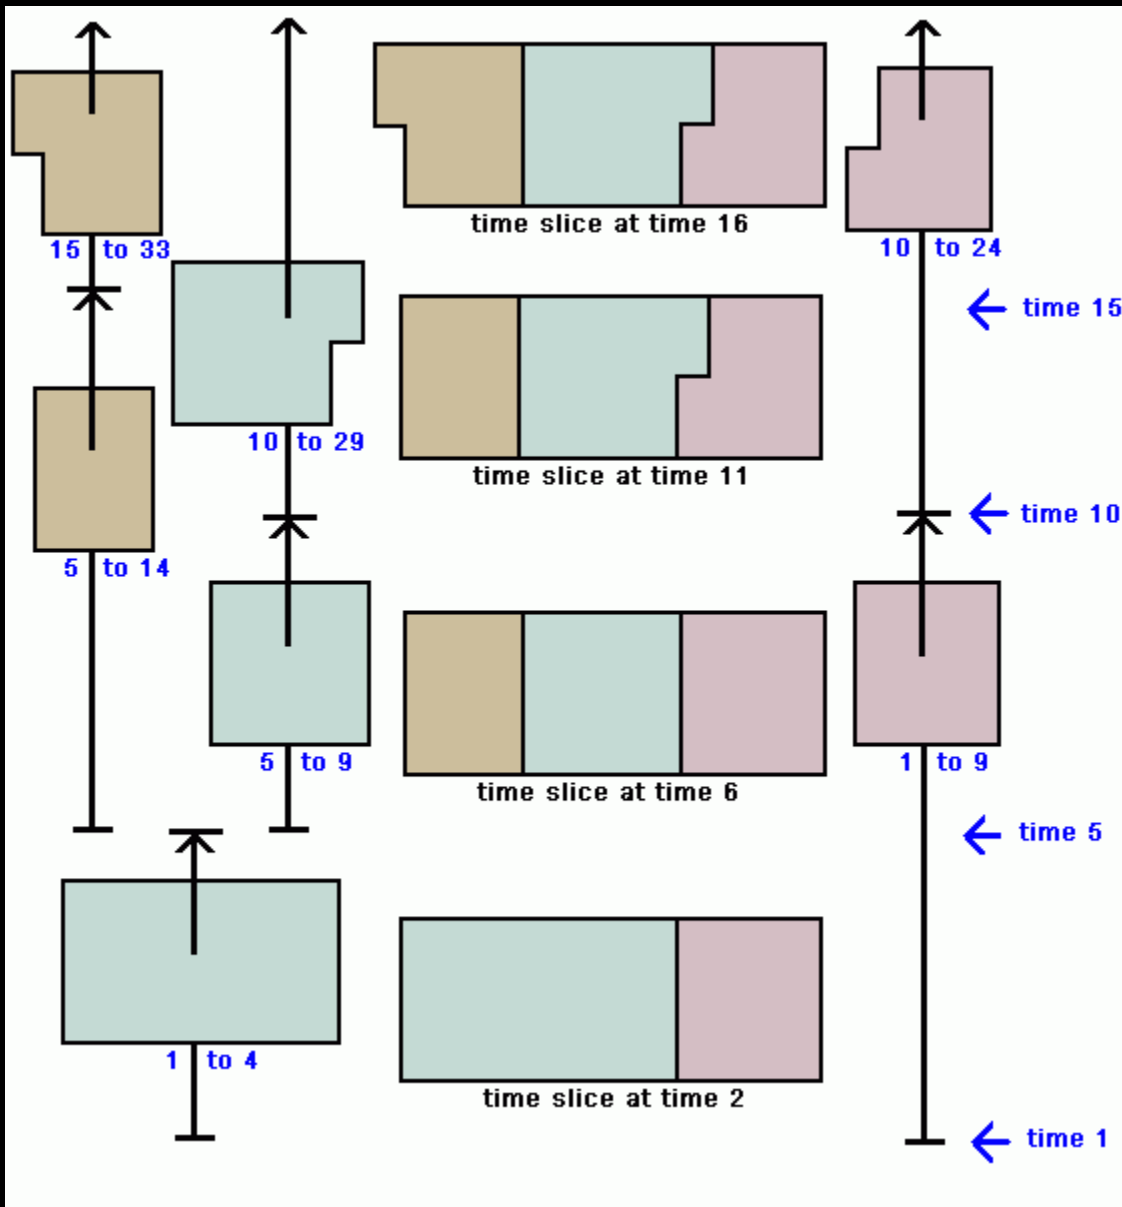 time slice at time 16
15 to 33
10 to 24
time 15
10 to 29
time slice at time 11
time 10
5 to 14
5 to 9
1 to 9
time slice at time 6
time 5
1 to 4
time slice at time 2
time 1